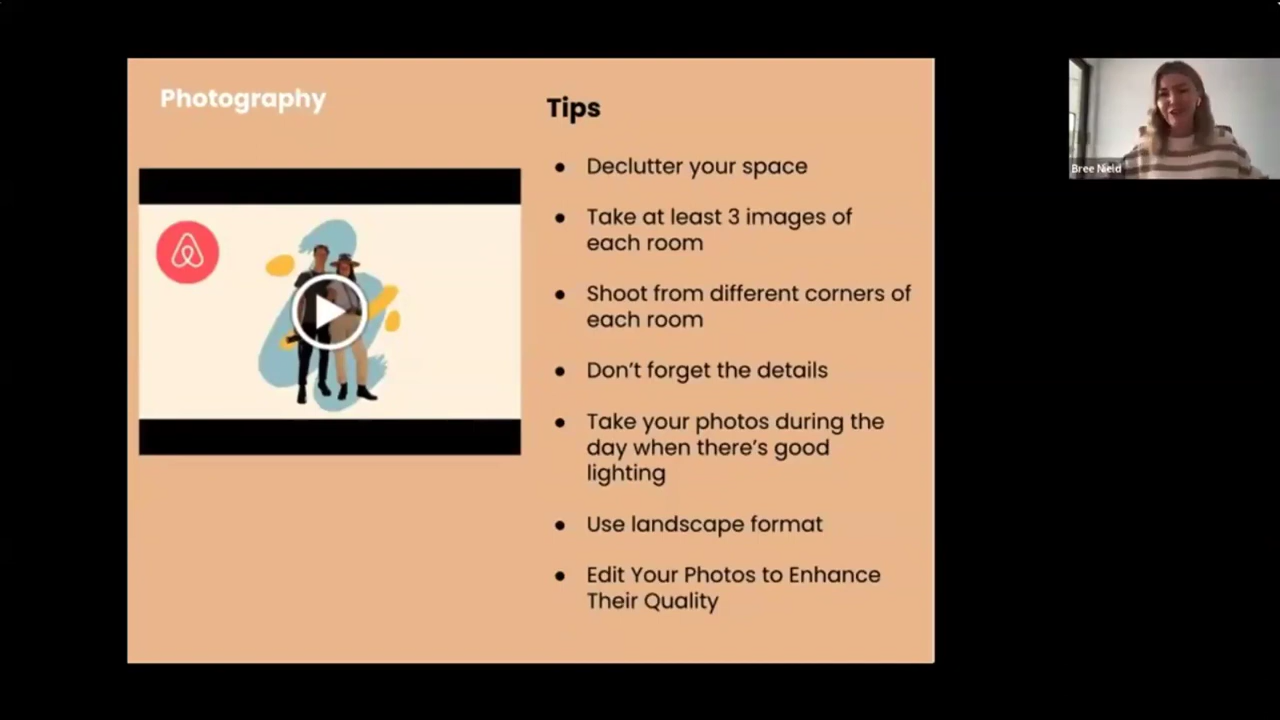 Photography
Tips
● Declutter your space
● Take at least 3 images of
each room
● Shoot from different corners of
each room
● Don't forget the details
● Take your photos during the
day when there's good
lighting
● Use landscape format
● Edit Your Photos to Enhance
Their Quality
Bree Nield